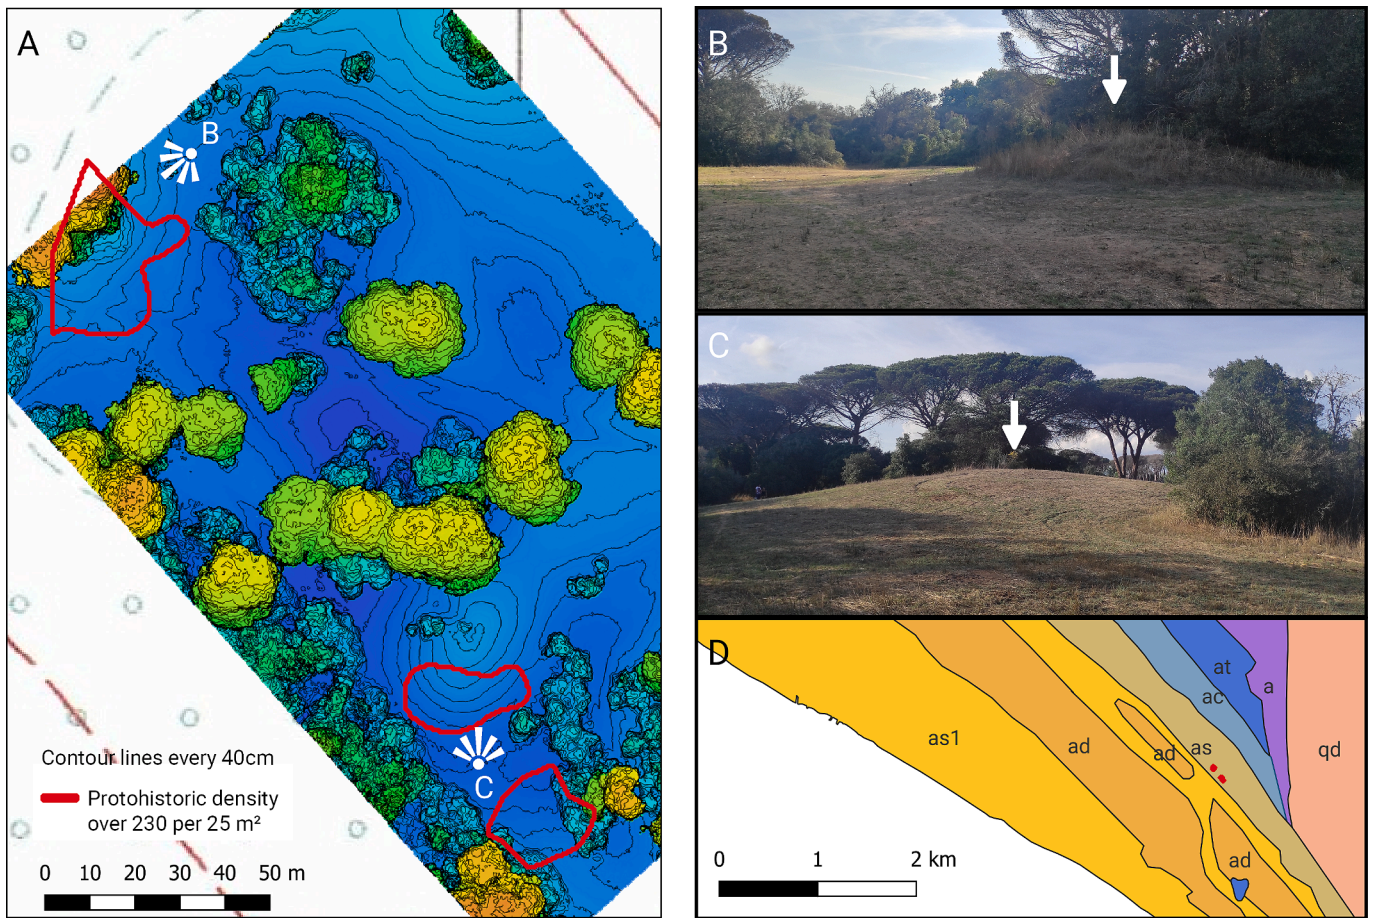 A
B
C
Contour lines every 40cm
Protohistoric density
over 230 per 25 m²
0 10 20 30 40 50 m
B
C
D
as1
ad
ad
as
ac
at
a
qd
ad
0 1 2 km